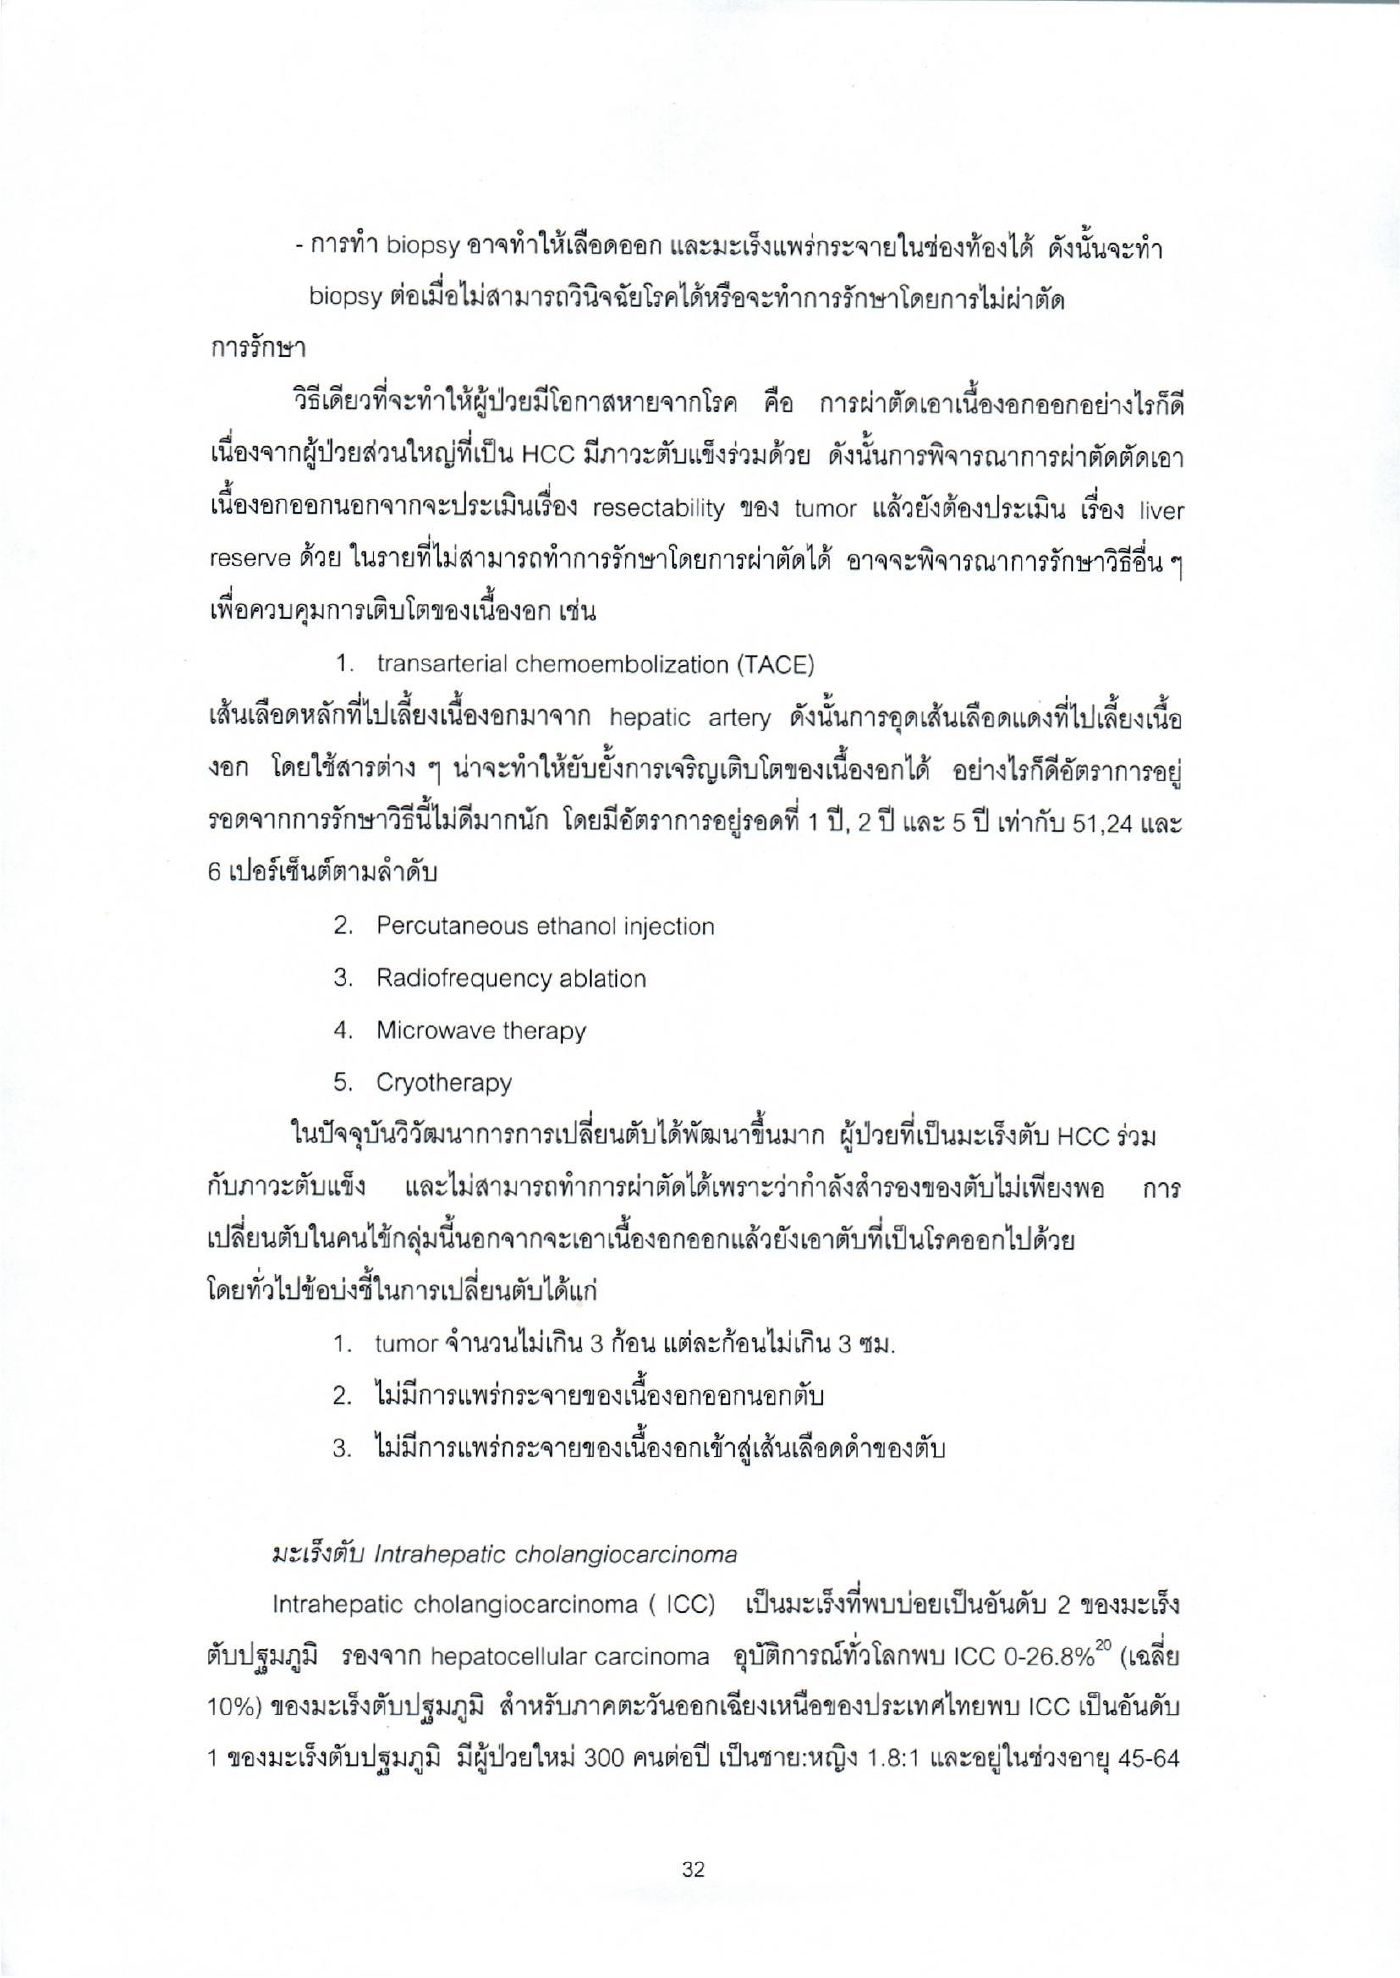 - การทำ biopsy อาจทำให้เลือดออก และมะเร็งแพร่กระจายในช่องท้องได้ ดังนั้นจะทำ
biopsy ต่อเมื่อไม่สามารถวินิจฉัยโรคได้หรือจะทำการรักษาโดยการไม่ผ่าตัด
การรักษา
วิธีเดียวที่จะทำให้ผู้ป่วยมีโอกาสหายจากโรค คือ การผ่าตัดเอาเนื้องอกออกอย่างไรก็ดี
เนื่องจากผู้ป่วยส่วนใหญ่ที่เป็น HCC มีภาวะตับแข็งร่วมด้วย ดังนั้นการพิจารณาการผ่าตัดตัดเอา
เนื้องอกออกนอกจากจะประเมินเรื่อง resectability ของ tumor แล้วยังต้องประเมิน เรื่อง liver
reserve ด้วย ในรายที่ไม่สามารถทำการรักษาโดยการผ่าตัดได้ อาจจะพิจารณาการรักษาวิธีอื่น ๆ
เพื่อควบคุมการเติบโตของเนื้องอก เช่น
1. transarterial chemoembolization (TACE)
เส้นเลือดหลักที่ไปเลี้ยงเนื้องอกมาจาก hepatic artery ดังนั้นการอุดเส้นเลือดแดงที่ไปเลี้ยงเนื้อ
งอก โดยใช้สารต่าง ๆ น่าจะทำให้ยับยั้งการเจริญเติบโตของเนื้องอกได้ อย่างไรก็ดีอัตราการอยู่
รอดจากการรักษาวิธีนี้ไม่ดีมากนัก โดยมีอัตราการอยู่รอดที่ 1 ปี, 2 ปี และ 5 ปี เท่ากับ 51,24 และ
6 เปอร์เซ็นต์ตามลำดับ
2. Percutaneous ethanol injection
3. Radiofrequency ablation
4. Microwave therapy
5. Cryotherapy
ในปัจจุบันวิวัฒนาการการเปลี่ยนตับได้พัฒนาขึ้นมาก ผู้ป่วยที่เป็นมะเร็งตับ HCC ร่วม
กับภาวะตับแข็ง และไม่สามารถทำการผ่าตัดได้เพราะว่ากำลังสำรองของตับไม่เพียงพอ การ
เปลี่ยนตับในคนไข้กลุ่มนี้นอกจากจะเอาเนื้องอกออกแล้วยังเอาตับที่เป็นโรคออกไปด้วย
โดยทั่วไปข้อบ่งชี้ในการเปลี่ยนตับได้แก่
1. tumor จำนวนไม่เกิน 3 ก้อน แต่ละก้อนไม่เกิน 3 ซม.
2. ไม่มีการแพร่กระจายของเนื้องอกออกนอกตับ
3. ไม่มีการแพร่กระจายของเนื้องอกเข้าสู่เส้นเลือดดำของตับ
มะเร็งตับ Intrahepatic cholangiocarcinoma
Intrahepatic cholangiocarcinoma ( ICC) เป็นมะเร็งที่พบบ่อยเป็นอันดับ 2 ของมะเร็ง
ตับปฐมภูมิ รองจาก hepatocellular carcinoma อุบัติการณ์ทั่วโลกพบ ICC 0-26.8%²⁰ (เฉลี่ย
10%) ของมะเร็งตับปฐมภูมิ สำหรับภาคตะวันออกเฉียงเหนือของประเทศไทยพบ ICC เป็นอันดับ
1 ของมะเร็งตับปฐมภูมิ มีผู้ป่วยใหม่ 300 คนต่อปี เป็นชาย:หญิง 1.8:1 และอยู่ในช่วงอายุ 45-64
32